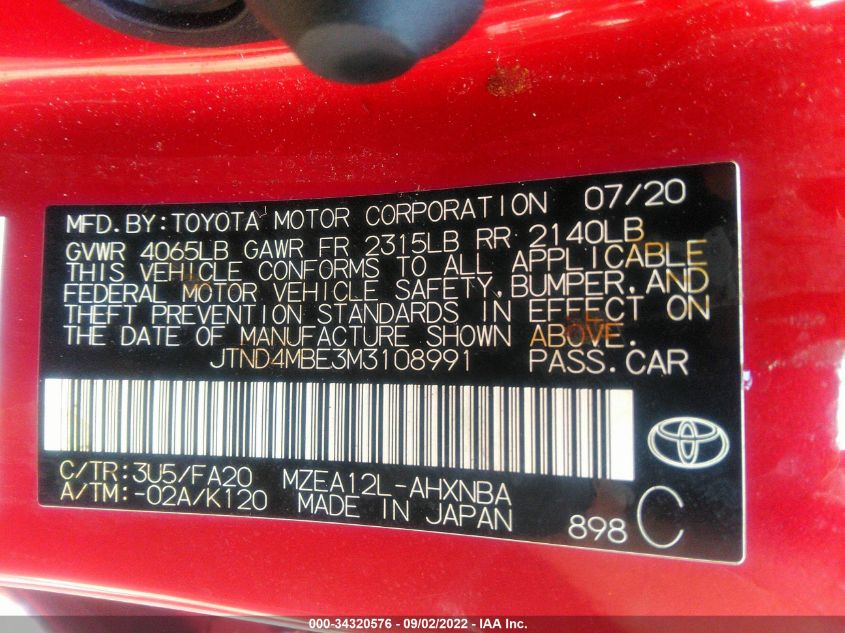 MFD.BY:TOYOTA MOTOR CORPORATION 07/20
GVWR 4065LB GAWR FR 2315LB RR 2140LB
THIS VEHICLE CONFORMS TO ALL APPLICABLE
FEDERAL MOTOR VEHICLE SAFETY,BUMPER,AND
THEFT PREVENTION STANDARDS IN EFFECT ON
THE DATE OF MANUFACTURE SHOWN ABOVE.
JTND4MBE3M3108991 PASS.CAR
C/TR:3U5/FA20 MZEA12L-AHXNBA
A/TM:-02A/K120 MADE IN JAPAN
898 C
000-34320576 - 09/02/2022 - IAA Inc.